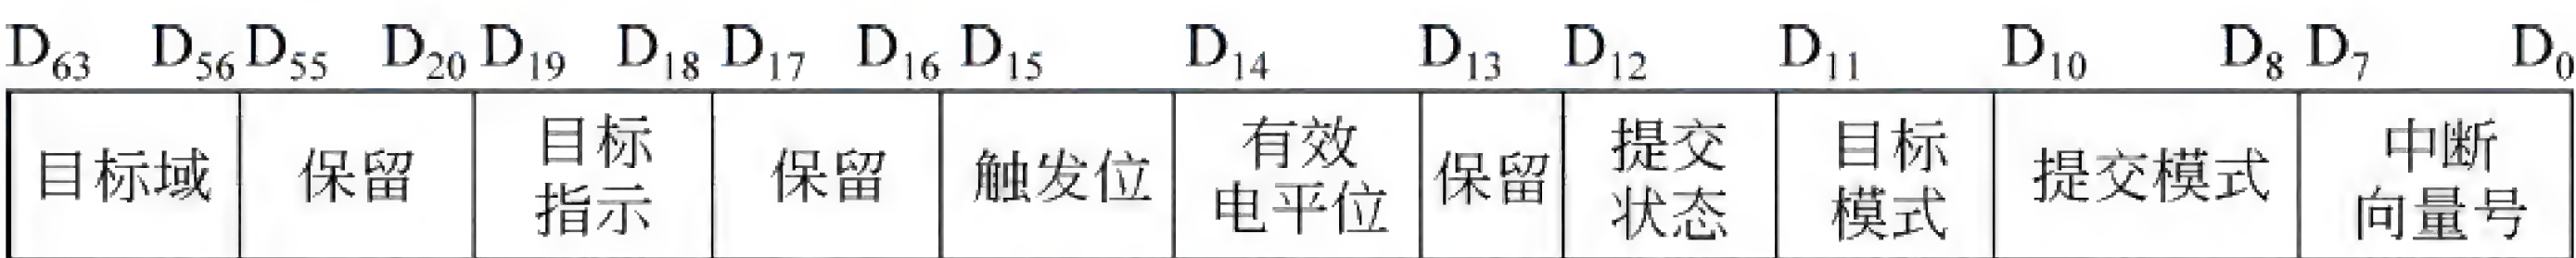 D63 D56 D55 D20 D19 D18 D17 D16 D15 D14 D13 D12 D11 D10 D8 D7 D0
目标域 保留 目标指示 保留 触发位 有效电平位 保留 提交状态 目标模式 提交模式 中断向量号